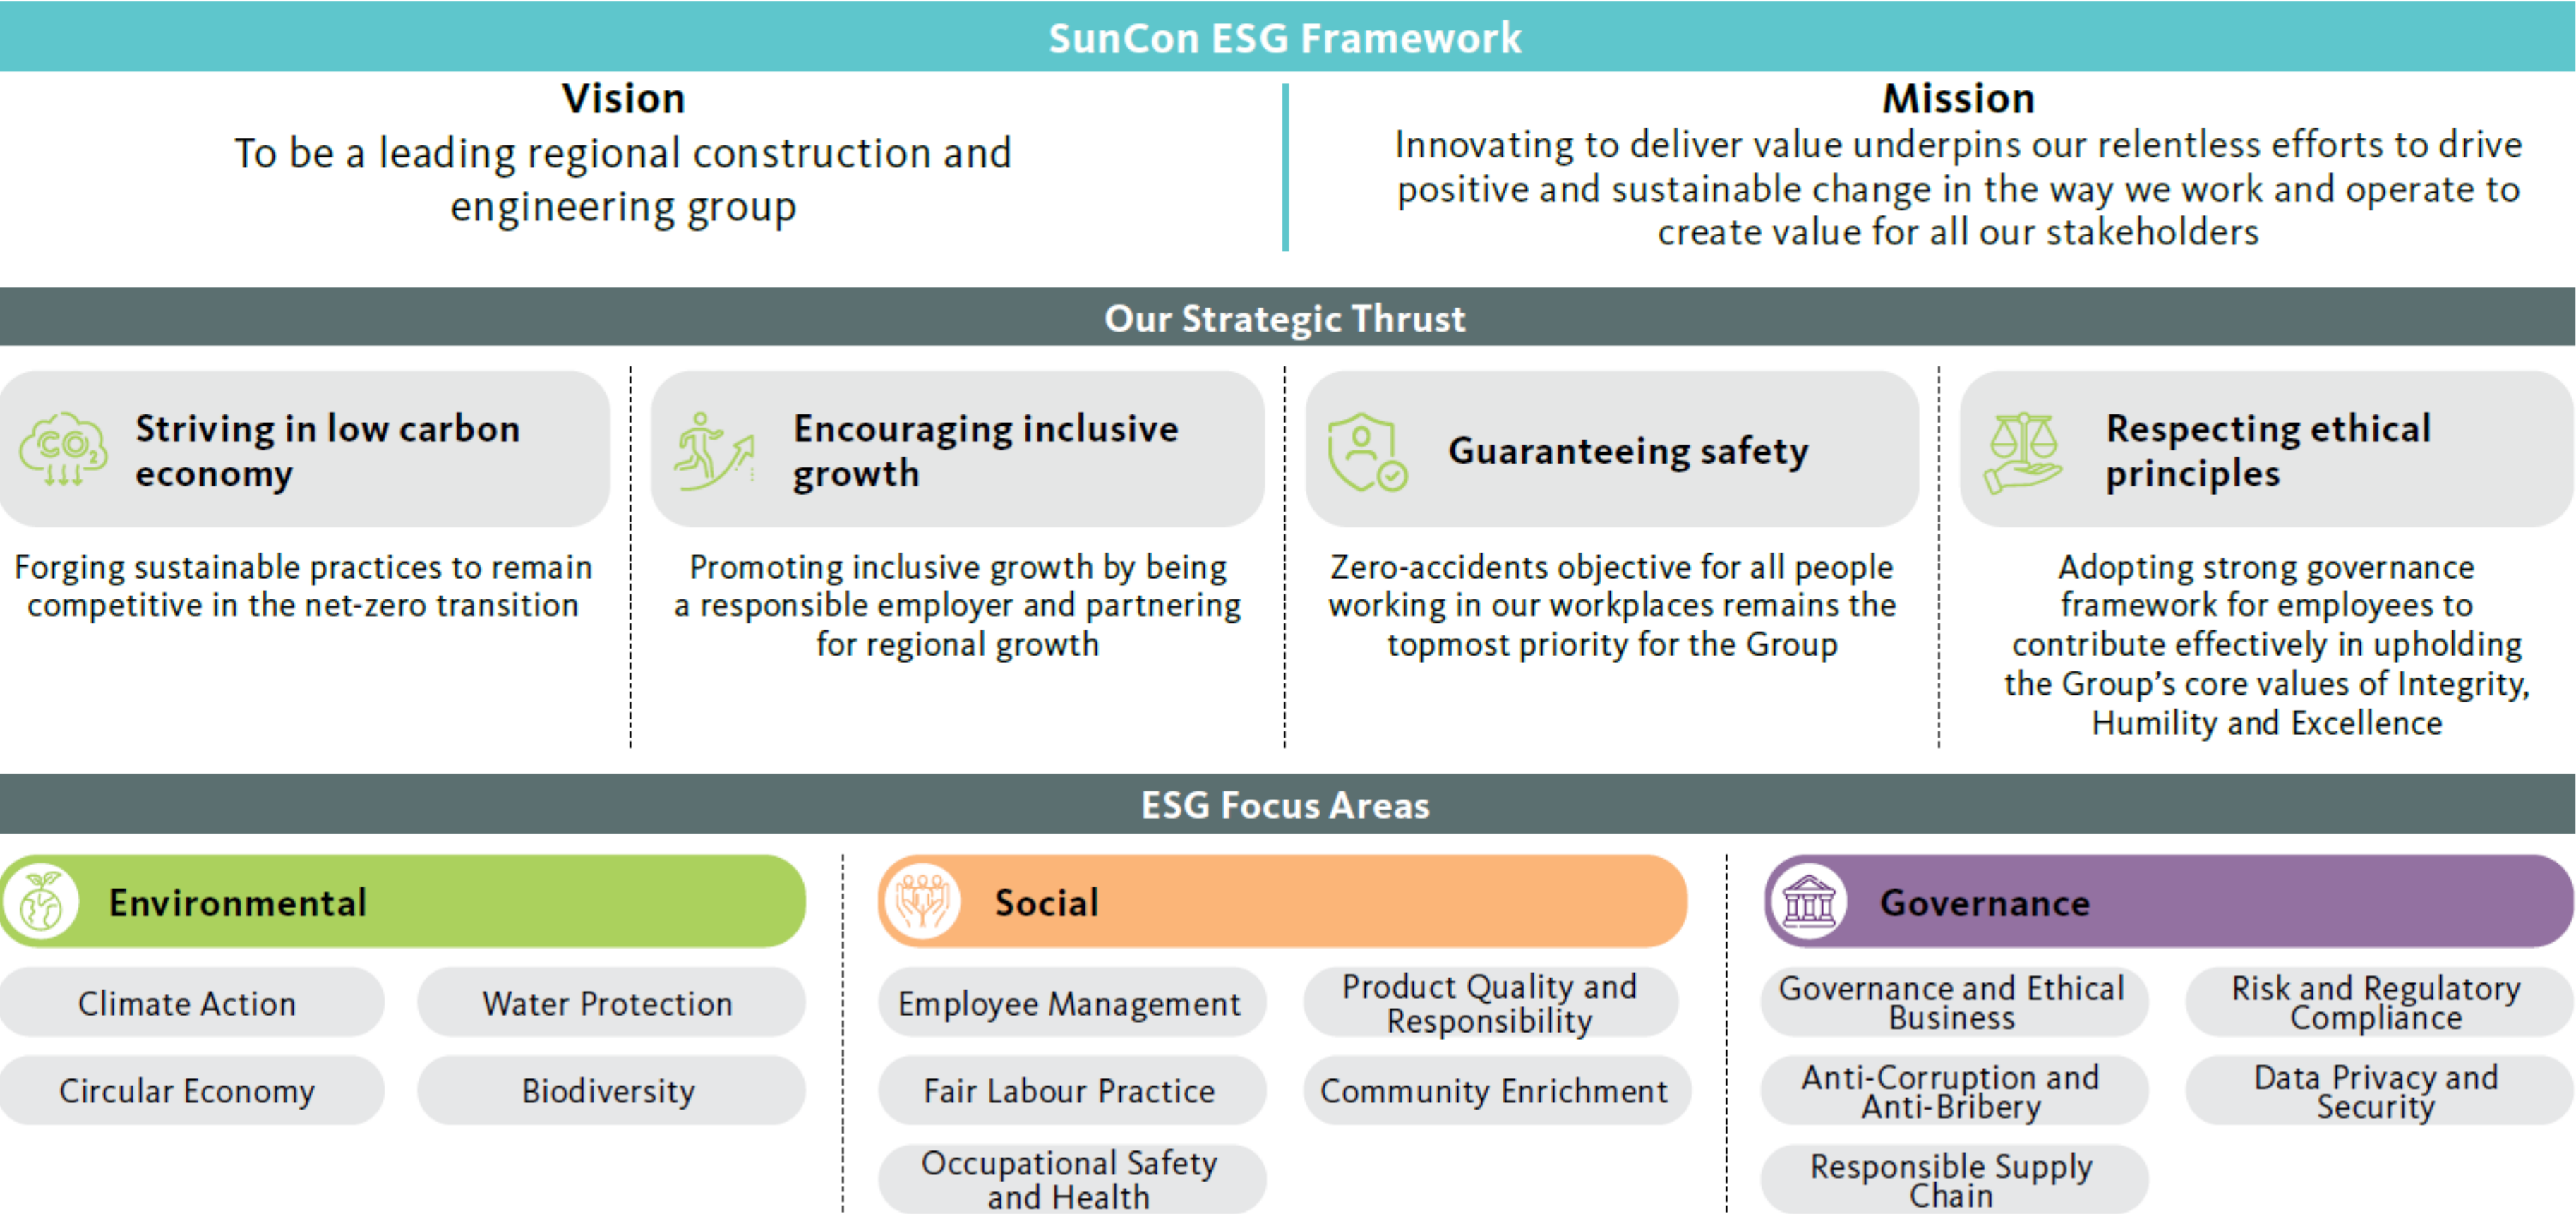 SunCon ESG Framework
Vision
To be a leading regional construction and
engineering group
Mission
Innovating to deliver value underpins our relentless efforts to drive
positive and sustainable change in the way we work and operate to
create value for all our stakeholders
Our Strategic Thrust
CO2
Striving in low carbon
economy
Forging sustainable practices to remain
competitive in the net-zero transition
Encouraging inclusive
growth
Promoting inclusive growth by being
a responsible employer and partnering
for regional growth
Guaranteeing safety
Zero-accidents objective for all people
working in our workplaces remains the
topmost priority for the Group
Respecting ethical
principles
Adopting strong governance
framework for employees to
contribute effectively in upholding
the Group’s core values of Integrity,
Humility and Excellence
ESG Focus Areas
Environmental
Climate Action
Water Protection
Circular Economy
Biodiversity
Social
Employee Management
Product Quality and
Responsibility
Fair Labour Practice
Community Enrichment
Occupational Safety
and Health
Governance
Governance and Ethical
Business
Risk and Regulatory
Compliance
Anti-Corruption and
Anti-Bribery
Data Privacy and
Security
Responsible Supply
Chain